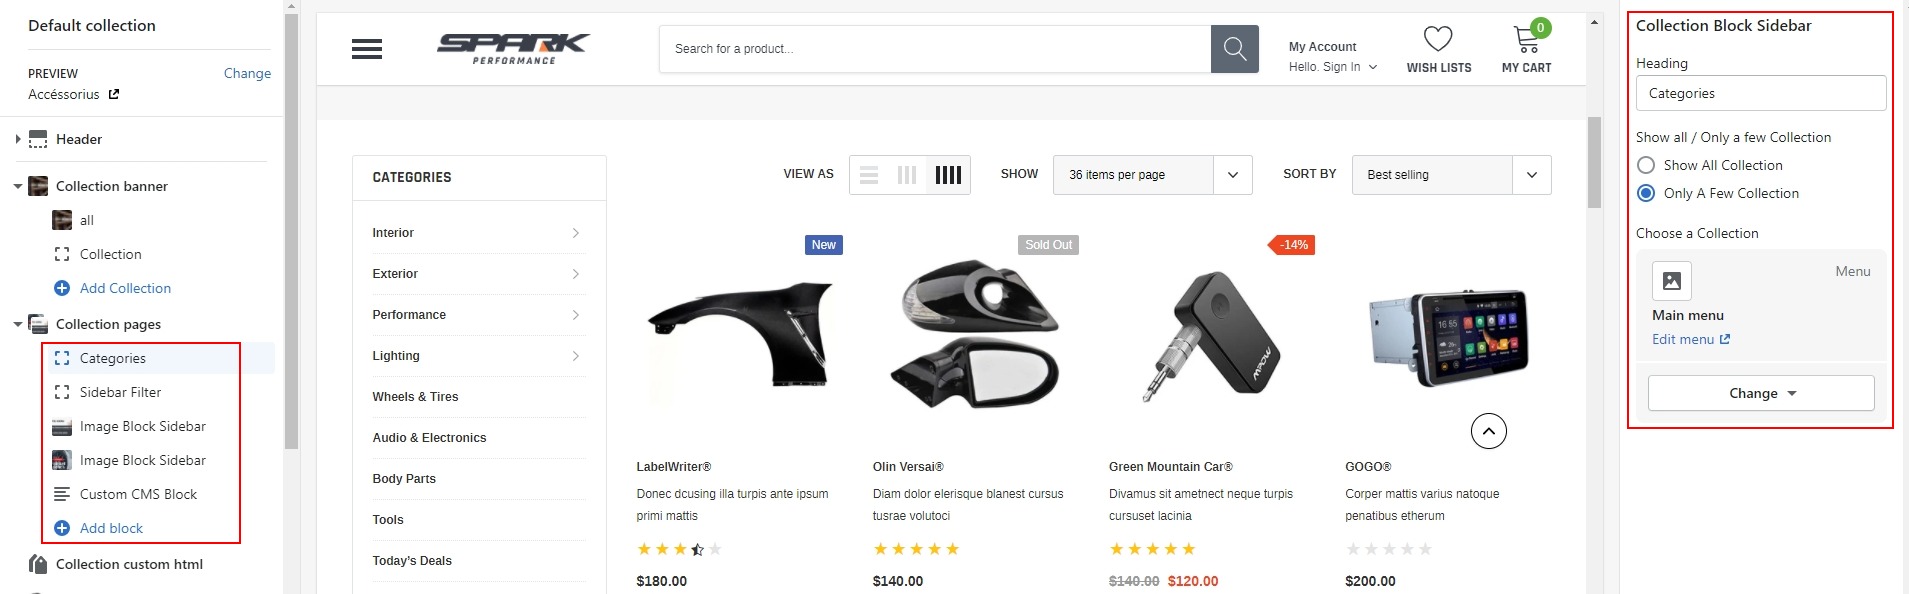 Default collection
PREVIEW
Change
Accéssorius
Header
Collection banner
all
Collection
Add Collection
Collection pages
Categories
Sidebar Filter
Image Block Sidebar
Image Block Sidebar
Custom CMS Block
Add block
Collection custom html
SPARK
PERFORMANCE
Search for a product...
My Account
Hello. Sign In
WISH LISTS
0
MY CART
CATEGORIES
Interior
Exterior
Performance
Lighting
Wheels & Tires
Audio & Electronics
Body Parts
Tools
Today's Deals
VIEW AS
SHOW
36 items per page
SORT BY
Best selling
New
LabelWriter®
Donec dcusing illa turpis ante ipsum
primi mattis
$180.00
Sold Out
Olin Versai®
Diam dolor elerisque blanest cursus
tusrae volutoci
$140.00
-14%
MPOW
Green Mountain Car®
Divamus sit ametnect neque turpis
cursuset lacinia
$140.00 $120.00
16:55
GOGO®
Corper mattis varius natoque
penatibus etherum
$200.00
Collection Block Sidebar
Heading
Categories
Show all / Only a few Collection
Show All Collection
Only A Few Collection
Choose a Collection
Menu
Main menu
Edit menu
Change